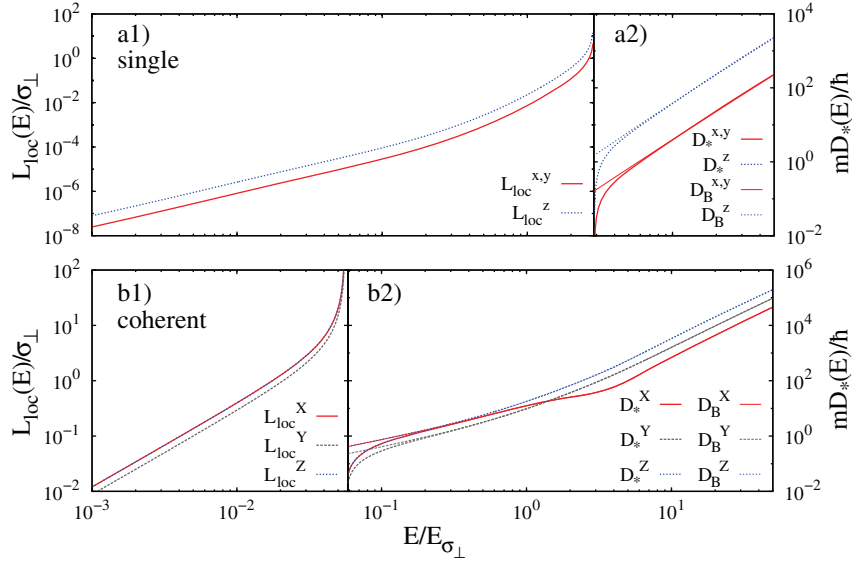 10^2
10^0
10^-2
10^-4
10^-6
10^-8
L_loc(E)/σ_⊥
a1)
single
L_loc^x,y
L_loc^z
a2)
D_*^x,y
D_*^z
D_B^x,y
D_B^z
10^4
10^2
10^0
10^-2
mD_*(E)/ħ
10^2
10^1
10^0
10^-1
10^-2
L_loc(E)/σ_⊥
b1)
coherent
L_loc^X
L_loc^Y
L_loc^Z
b2)
D_*^X D_B^X
D_*^Y D_B^Y
D_*^Z D_B^Z
10^6
10^4
10^2
10^0
10^-2
mD_*(E)/ħ
10^-3 10^-2 10^-1 10^0 10^1
E/E_σ_⊥